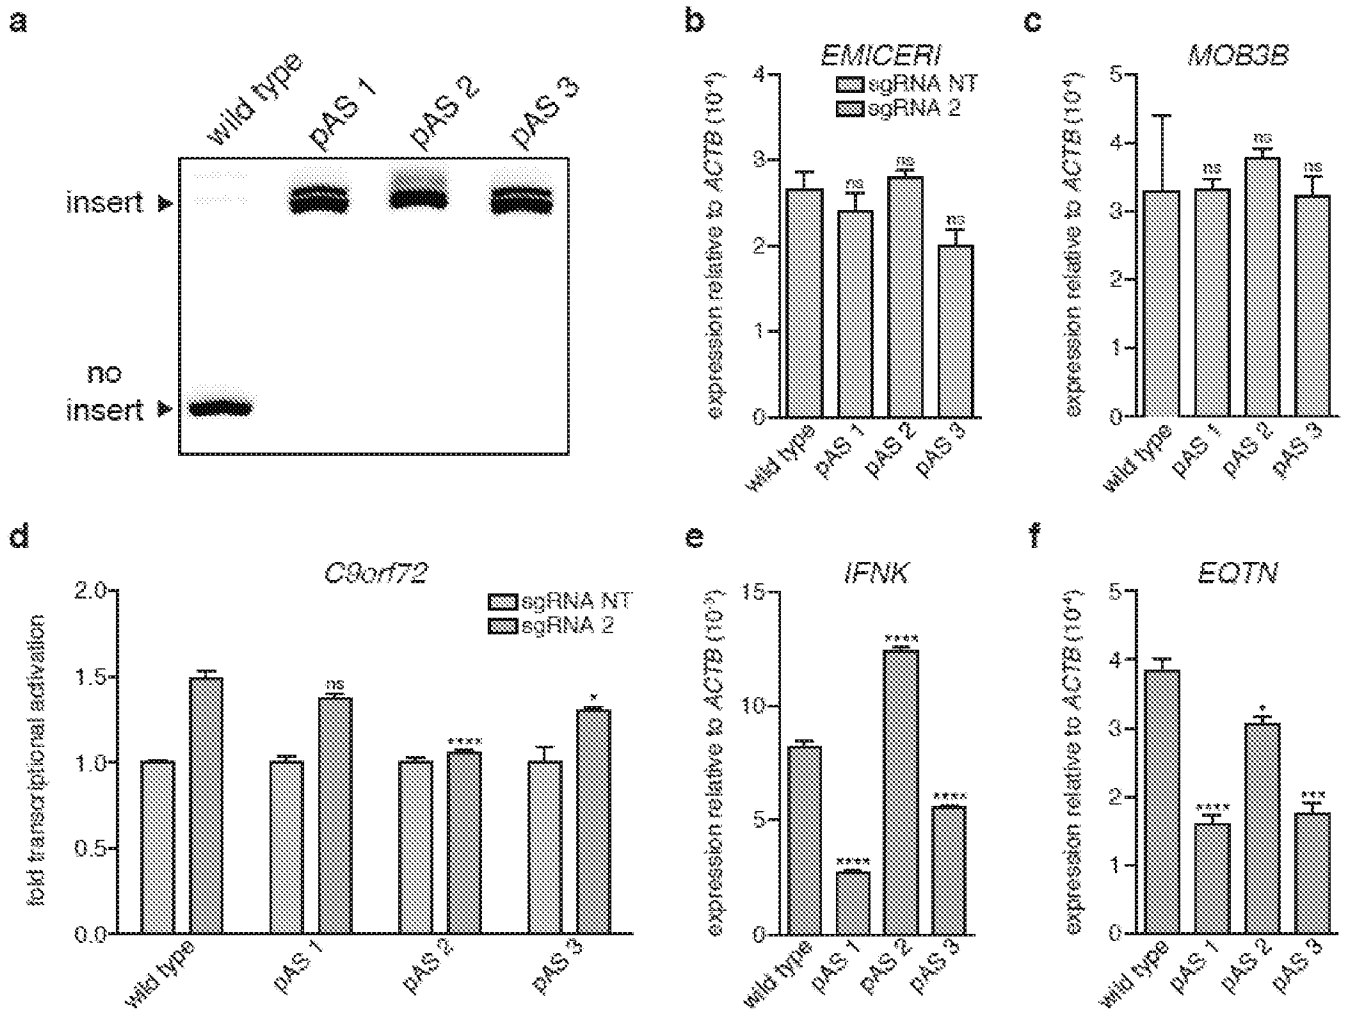 a
wild type
pAS 1
pAS 2
pAS 3
insert
no
insert
b
EMICERI
sgRNA NT
sgRNA 2
expression relative to ACTB (10⁻⁴)
4
3
2
1
0
ns
ns
ns
wild type
pAS 1
pAS 2
pAS 3
c
MOB3B
expression relative to ACTB (10⁻⁴)
5
4
3
2
1
0
ns
ns
ns
wild type
pAS 1
pAS 2
pAS 3
d
C9orf72
sgRNA NT
sgRNA 2
fold transcriptional activation
2.0
1.5
1.0
0.5
0.0
ns
****
*
wild type
pAS 1
pAS 2
pAS 3
e
IFNK
expression relative to ACTB
15
10
5
0
****
****
****
wild type
pAS 1
pAS 2
pAS 3
f
EQTN
expression relative to ACTB (10⁻⁴)
5
4
3
2
1
0
****
*
***
wild type
pAS 1
pAS 2
pAS 3